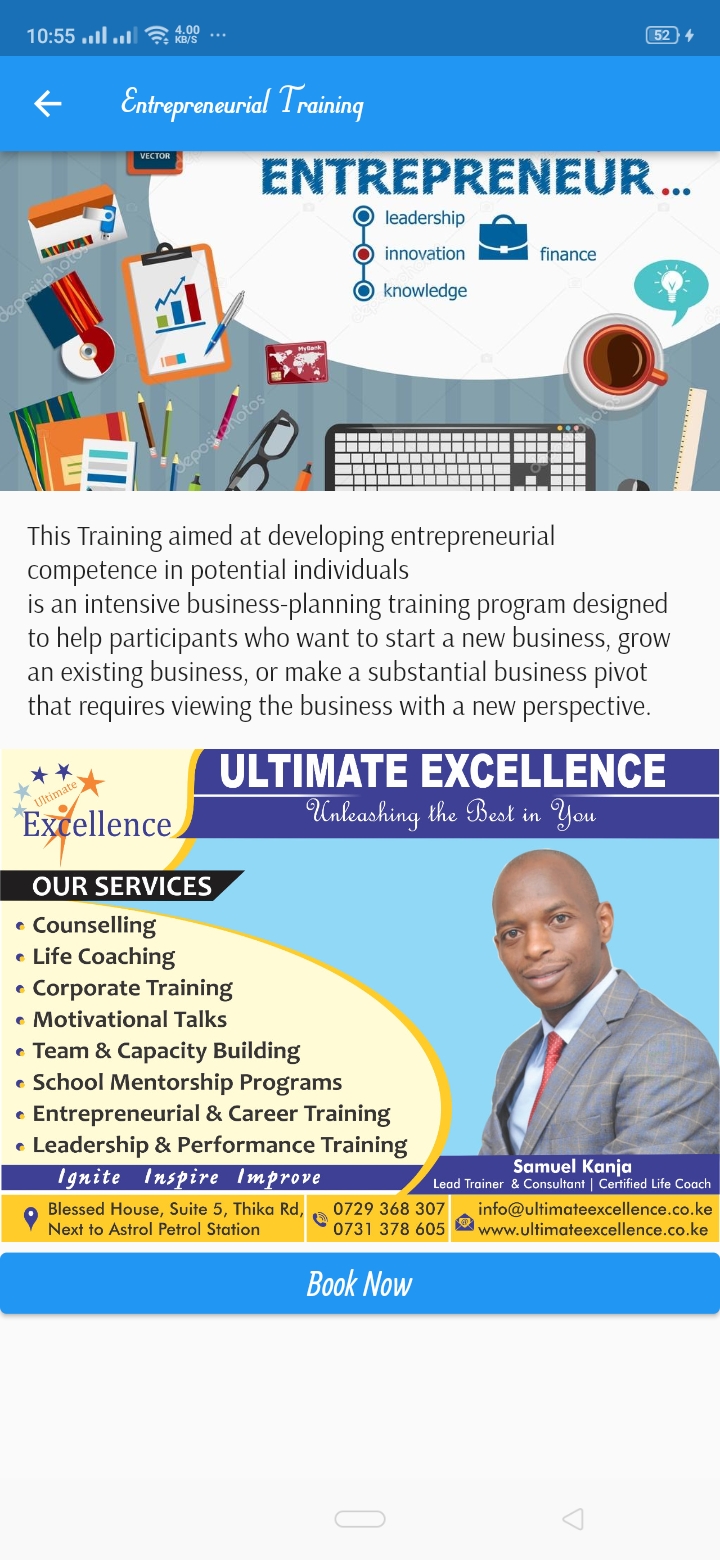 10:55 4.00 KB/S ... 52
Entrepreneurial Training
VECTOR
ENTREPRENEUR...
leadership
innovation
finance
knowledge
MyBank
depositphotos
depositphotos
depositphotos
This Training aimed at developing entrepreneurial
competence in potential individuals
is an intensive business-planning training program designed
to help participants who want to start a new business, grow
an existing business, or make a substantial business pivot
that requires viewing the business with a new perspective.
Ultimate
Excellence
ULTIMATE EXCELLENCE
Unleashing the Best in You
OUR SERVICES
• Counselling
• Life Coaching
• Corporate Training
• Motivational Talks
• Team & Capacity Building
• School Mentorship Programs
• Entrepreneurial & Career Training
• Leadership & Performance Training
Ignite Inspire Improve
Samuel Kanja
Lead Trainer & Consultant | Certified Life Coach
Blessed House, Suite 5, Thika Rd,
Next to Astrol Petrol Station
0729 368 307
0731 378 605
info@ultimateexcellence.co.ke
www.ultimateexcellence.co.ke
Book Now